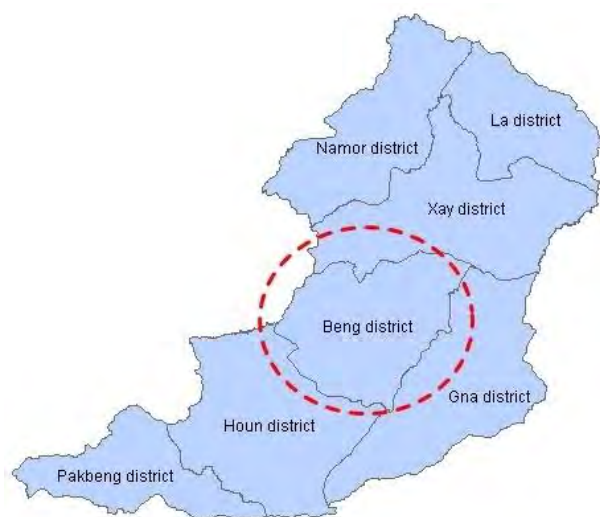 La district
Namor district
Xay district
Beng district
Gna district
Houn district
Pakbeng district